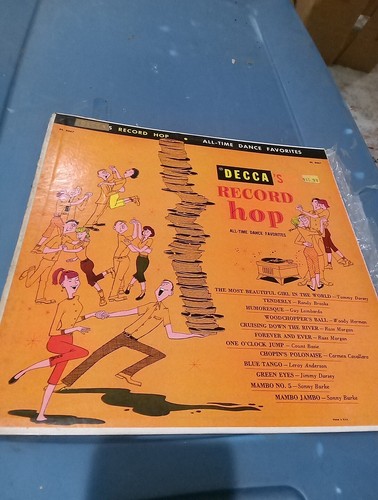 'S RECORD HOP • ALL-TIME DANCE FAVORITES
DECCA'S
RECORD
hop
ALL-TIME DANCE FAVORITES
THE MOST BEAUTIFUL GIRL IN THE WORLD — Tommy Dorsey
TENDERLY — Randy Brooks
HUMORESQUE — Guy Lombardo
WOODCHOPPER'S BALL — Woody Herman
CRUISING DOWN THE RIVER — Russ Morgan
FOREVER AND EVER — Russ Morgan
ONE O'CLOCK JUMP — Count Basie
CHOPIN'S POLONAISE — Carmen Cavallaro
BLUE TANGO — Leroy Anderson
GREEN EYES — Jimmy Dorsey
MAMBO NO. 5 — Sonny Burke
MAMBO JAMBO — Sonny Burke